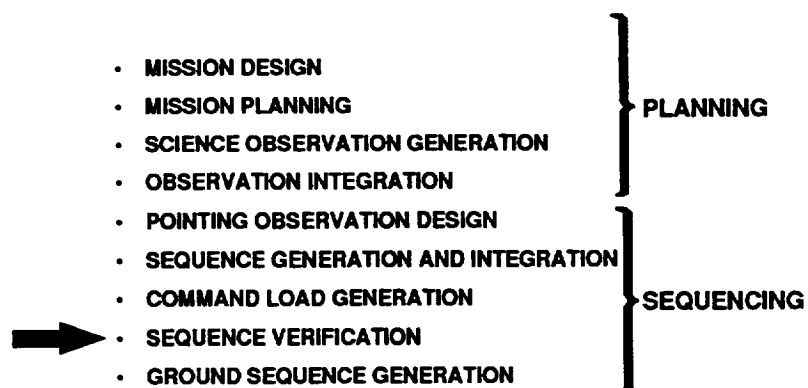 • MISSION DESIGN
• MISSION PLANNING
• SCIENCE OBSERVATION GENERATION
• OBSERVATION INTEGRATION
PLANNING
• POINTING OBSERVATION DESIGN
• SEQUENCE GENERATION AND INTEGRATION
• COMMAND LOAD GENERATION
• SEQUENCE VERIFICATION
• GROUND SEQUENCE GENERATION
SEQUENCING